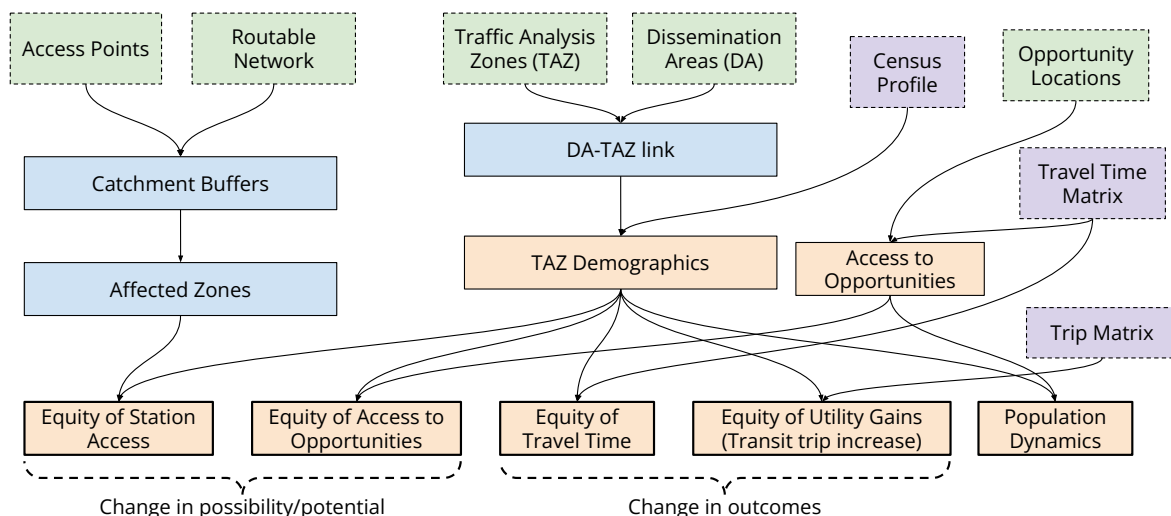 Access Points
Routable
Network
Traffic Analysis
Zones (TAZ)
Dissemination
Areas (DA)
Census
Profile
Opportunity
Locations
DA-TAZ link
Catchment Buffers
Travel Time
Matrix
TAZ Demographics
Access to
Opportunities
Affected Zones
Trip Matrix
Equity of Station
Access
Equity of Access to
Opportunities
Equity of
Travel Time
Equity of Utility Gains
(Transit trip increase)
Population
Dynamics
Change in possibility/potential
Change in outcomes